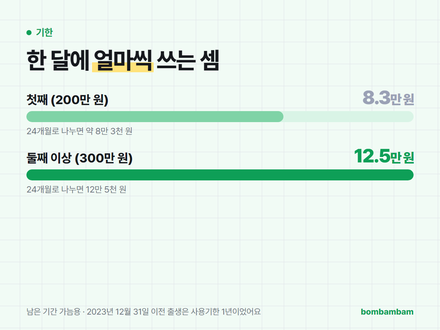 기한
한 달에 얼마씩 쓰는 셈
첫째 (200만 원) 8.3만 원
24개월로 나누면 약 8만 3천 원
둘째 이상 (300만 원) 12.5만 원
24개월로 나누면 12만 5천 원
남은 기간 가늠용 · 2023년 12월 31일 이전 출생은 사용기한 1년이었어요 bombambam